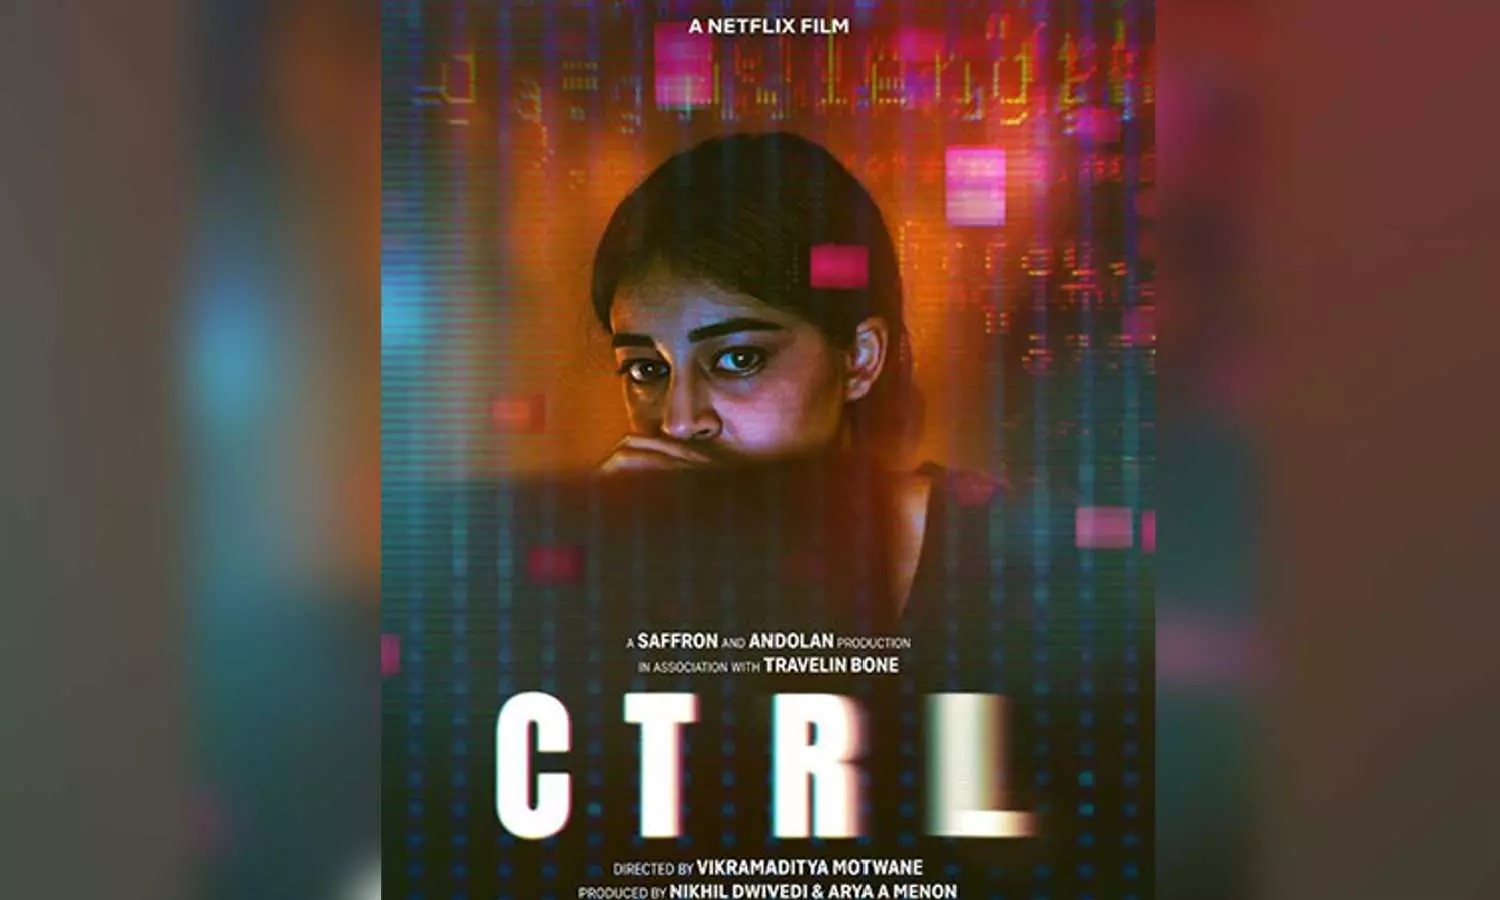 A NETFLIX FILM
A SAFFRON AND ANDOLAN PRODUCTION
IN ASSOCIATION WITH TRAVELIN BONE
CTRL
DIRECTED BY VIKRAMADITYA MOTWANE
PRODUCED BY NIKHIL DWIVEDI & ARYA A MENON